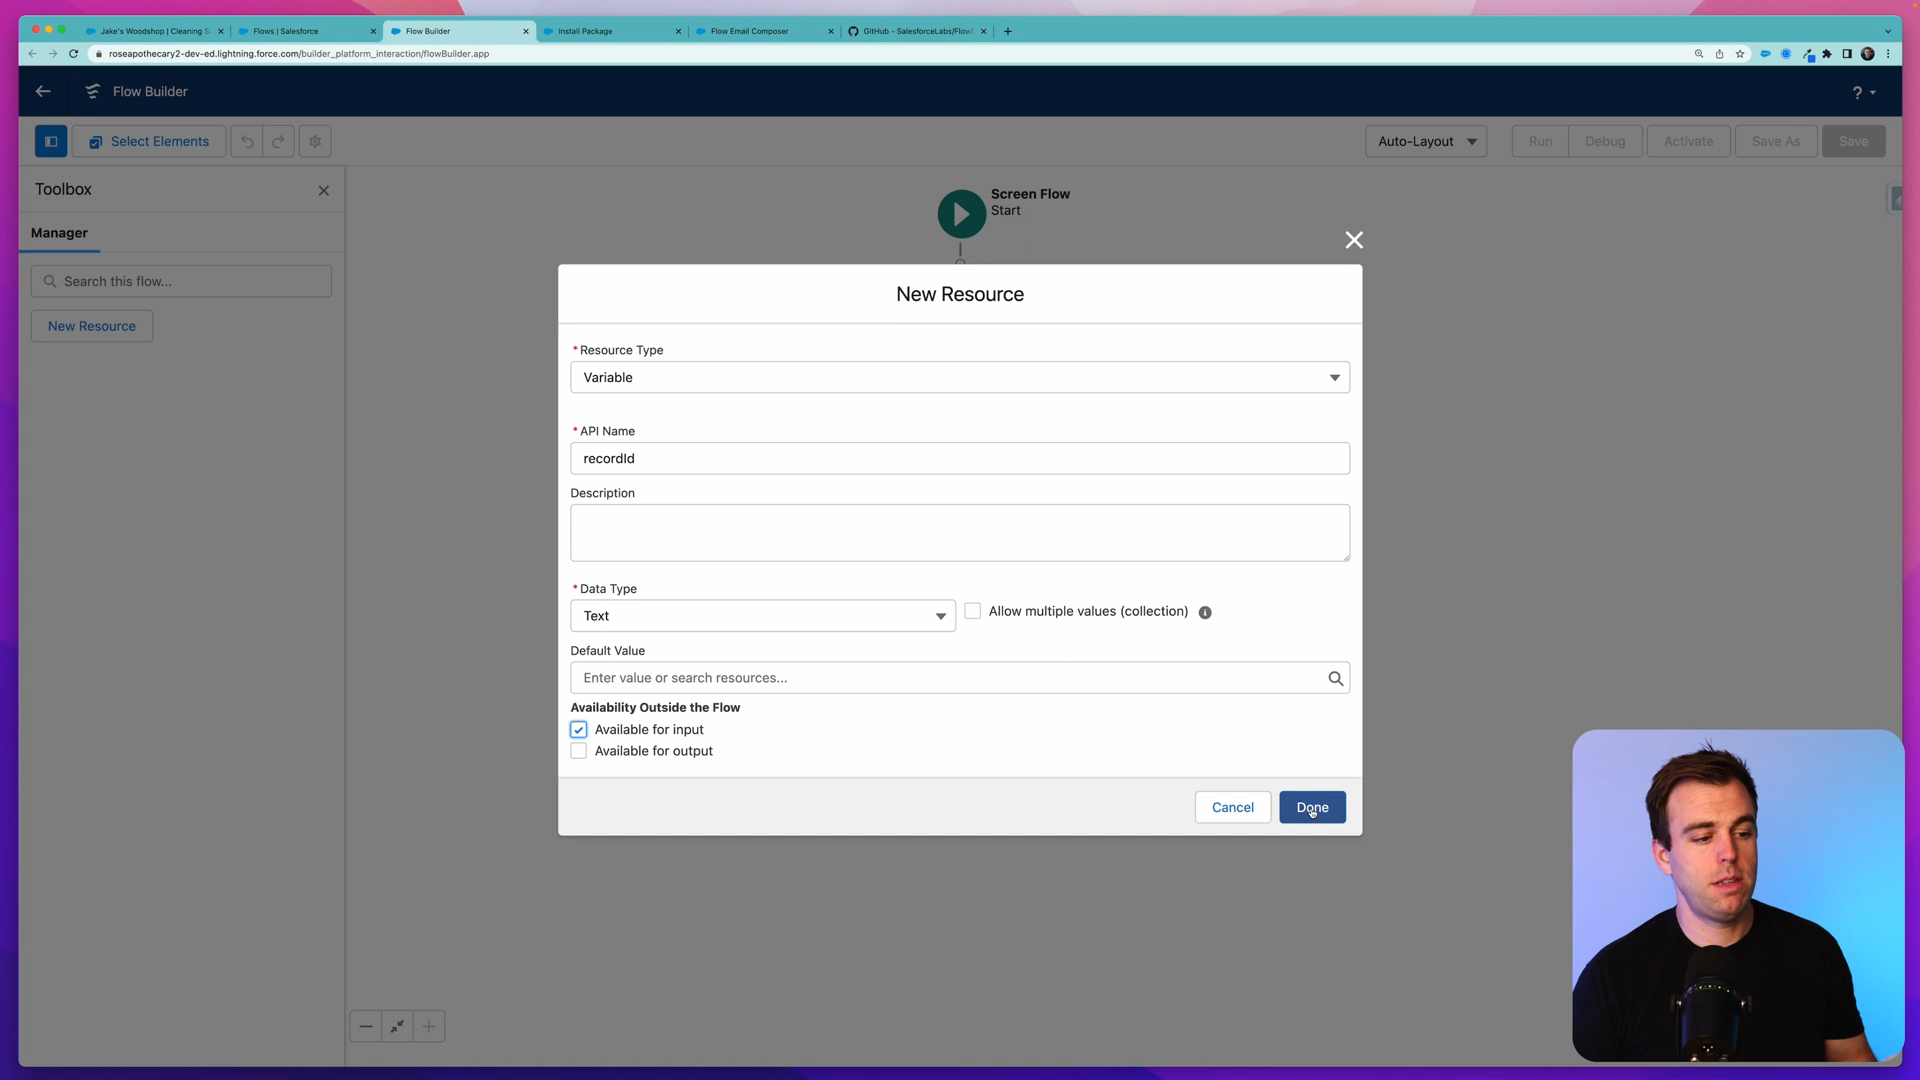 Jake's Woodshop | Cleaning S
Flows | Salesforce
Flow Builder
Install Package
Flow Email Composer
GitHub - SalesforceLabs/FlowE
roseapothecary2-dev-ed.lightning.force.com/builder_platform_interaction/flowBuilder.app
Flow Builder
?
Select Elements
Auto-Layout
Run
Debug
Activate
Save As
Save
Toolbox
Manager
Search this flow...
New Resource
Screen Flow
Start
New Resource
* Resource Type
Variable
* API Name
recordId
Description
* Data Type
Text
Allow multiple values (collection)
Default Value
Enter value or search resources...
Availability Outside the Flow
Available for input
Available for output
Cancel
Done